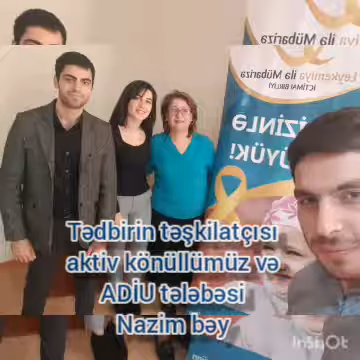 iya ilə Mübarizə
Leykemiya ilə Mübarizə
İCTİMAİ BİRLİYİ
Tədbirin təşkilatçısı
aktiv könüllümüz və
ADİU tələbəsi
Nazim bəy
InShOt